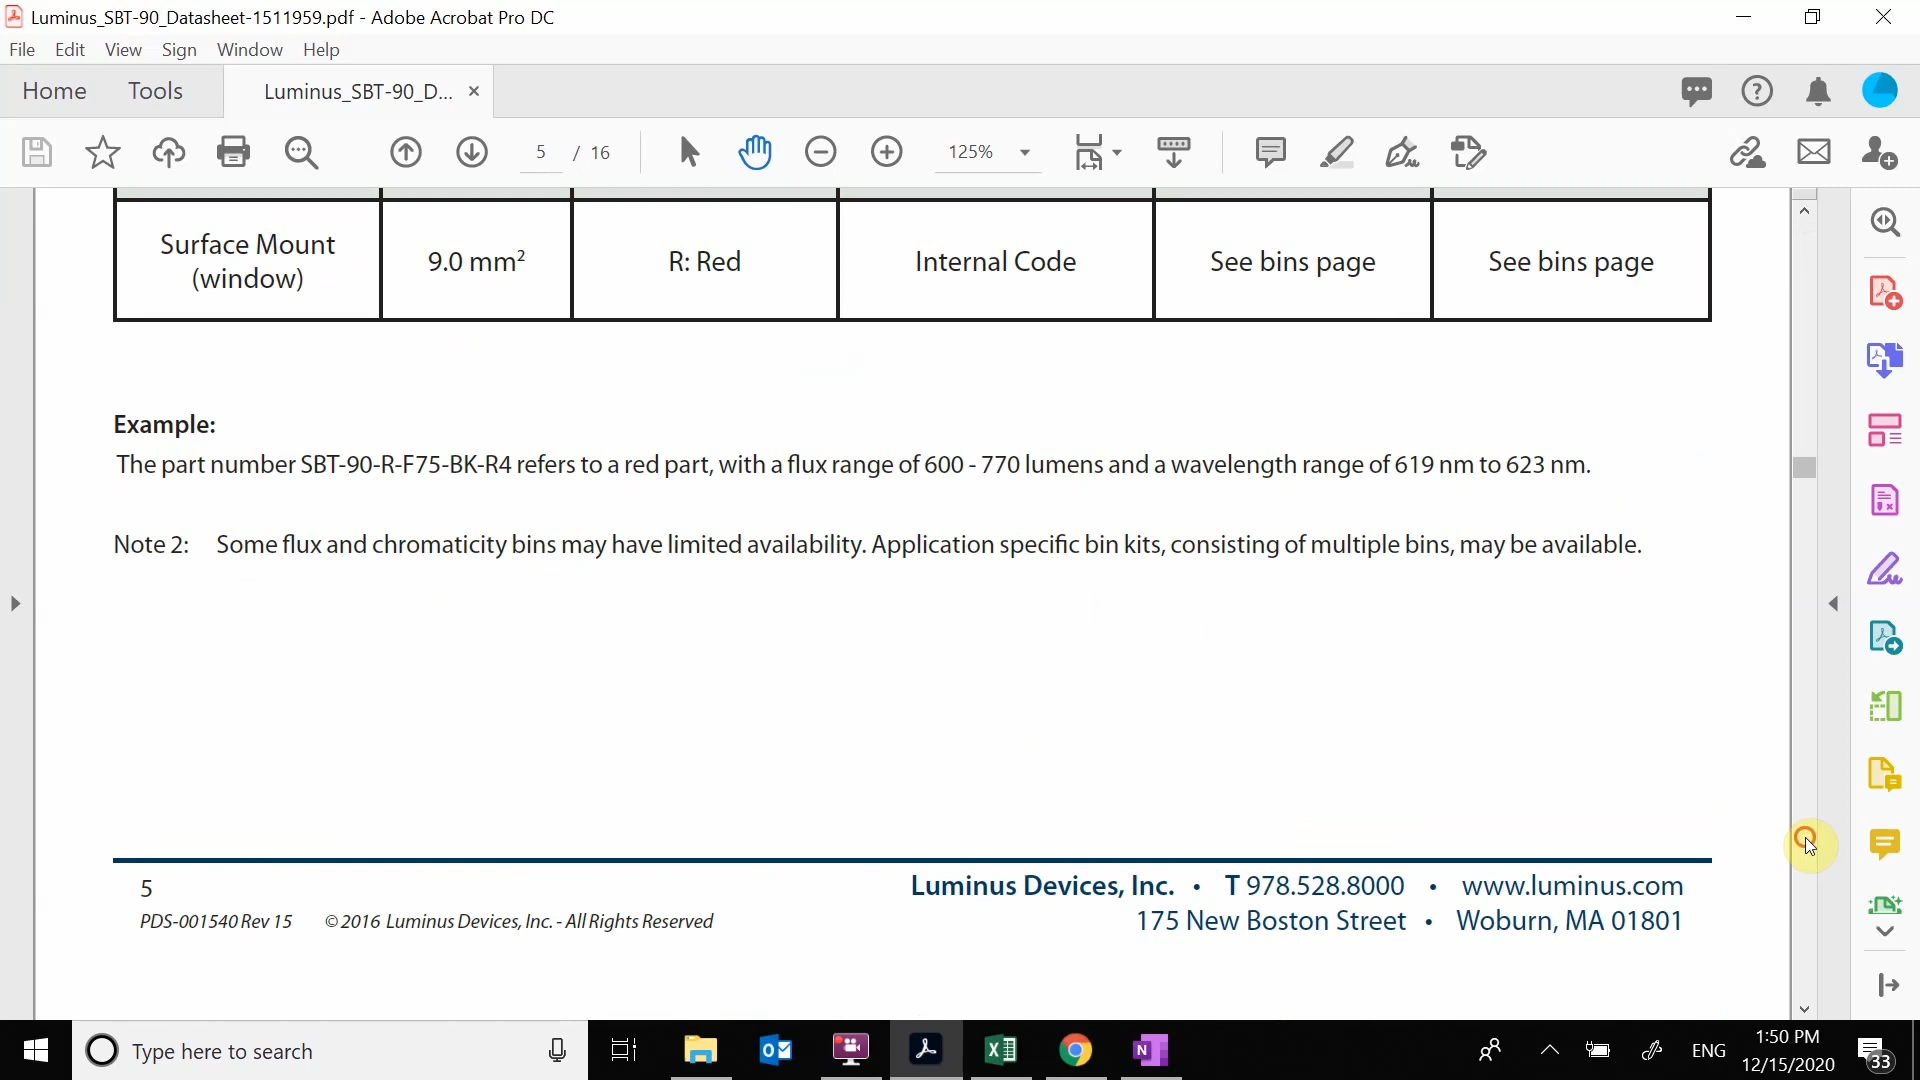 Luminus_SBT-90_Datasheet-1511959.pdf - Adobe Acrobat Pro DC
File Edit View Sign Window Help
Home Tools Luminus_SBT-90_D... ×
5 / 16 125%
Surface Mount
(window)
9.0 mm²
R: Red
Internal Code
See bins page
See bins page
Example:
The part number SBT-90-R-F75-BK-R4 refers to a red part, with a flux range of 600 - 770 lumens and a wavelength range of 619 nm to 623 nm.
Note 2: Some flux and chromaticity bins may have limited availability. Application specific bin kits, consisting of multiple bins, may be available.
5
PDS-001540 Rev 15 © 2016 Luminus Devices, Inc. - All Rights Reserved
Luminus Devices, Inc. • T 978.528.8000 • www.luminus.com
175 New Boston Street • Woburn, MA 01801
Type here to search
ENG
1:50 PM
12/15/2020
33